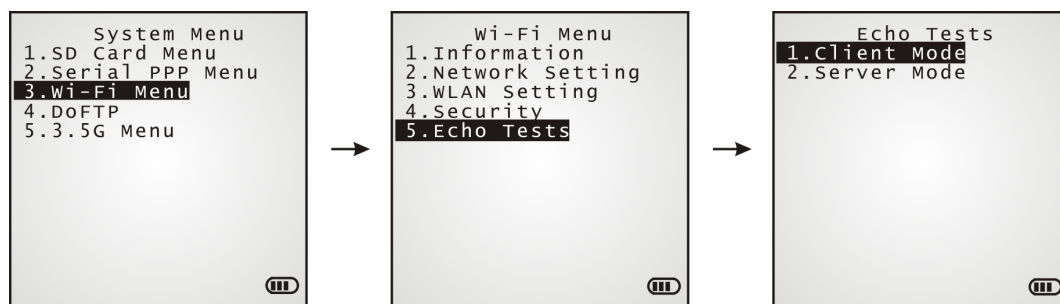 System Menu
1.SD Card Menu
2.Serial PPP Menu
3.Wi-Fi Menu
4.DoFTP
5.3.5G Menu
Wi-Fi Menu
1.Information
2.Network Setting
3.WLAN Setting
4.Security
5.Echo Tests
Echo Tests
1.Client Mode
2.Server Mode